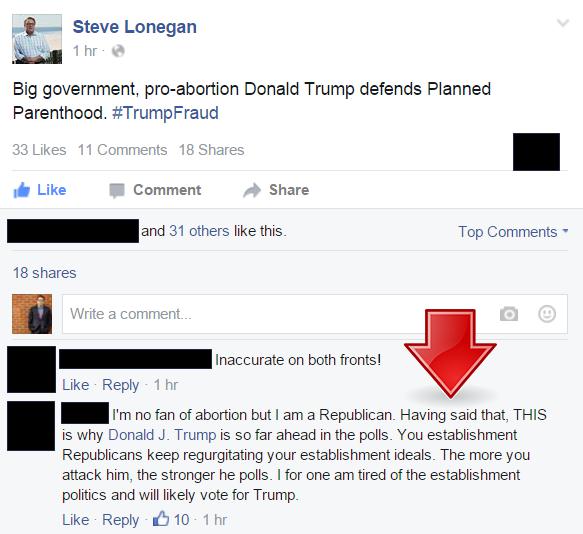 Steve Lonegan
1 hr ·
Big government, pro-abortion Donald Trump defends Planned
Parenthood. #TrumpFraud
33 Likes 11 Comments 18 Shares
Like Comment Share
and 31 others like this. Top Comments
18 shares
Write a comment...
Inaccurate on both fronts!
Like · Reply · 1 hr
I'm no fan of abortion but I am a Republican. Having said that, THIS
is why Donald J. Trump is so far ahead in the polls. You establishment
Republicans keep regurgitating your establishment ideals. The more you
attack him, the stronger he polls. I for one am tired of the establishment
politics and will likely vote for Trump.
Like · Reply · 10 · 1 hr